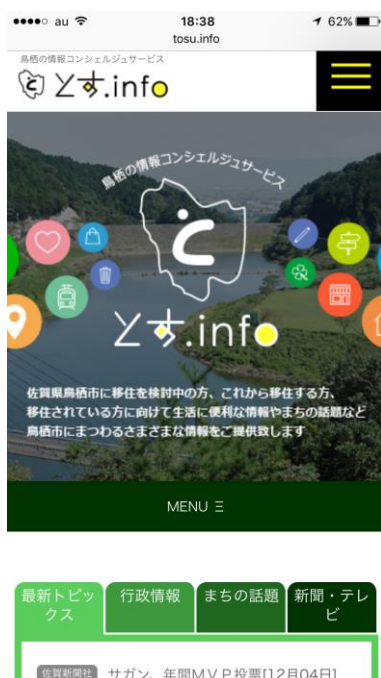 au
18:38
62%
tosu.info
鳥栖の情報コンシェルジュサービス
とす.info
鳥栖の情報コンシェルジュサービス
と
とす.info
佐賀県鳥栖市に移住を検討中の方、これから移住する方、
移住されている方に向けて生活に便利な情報やまちの話題など
鳥栖市にまつわるさまざまな情報をご提供致します
MENU
最新トピッ
クス
行政情報
まちの話題
新聞・テレ
ビ
佐賀新聞社 サガン、年間MVP投票[12月04日]